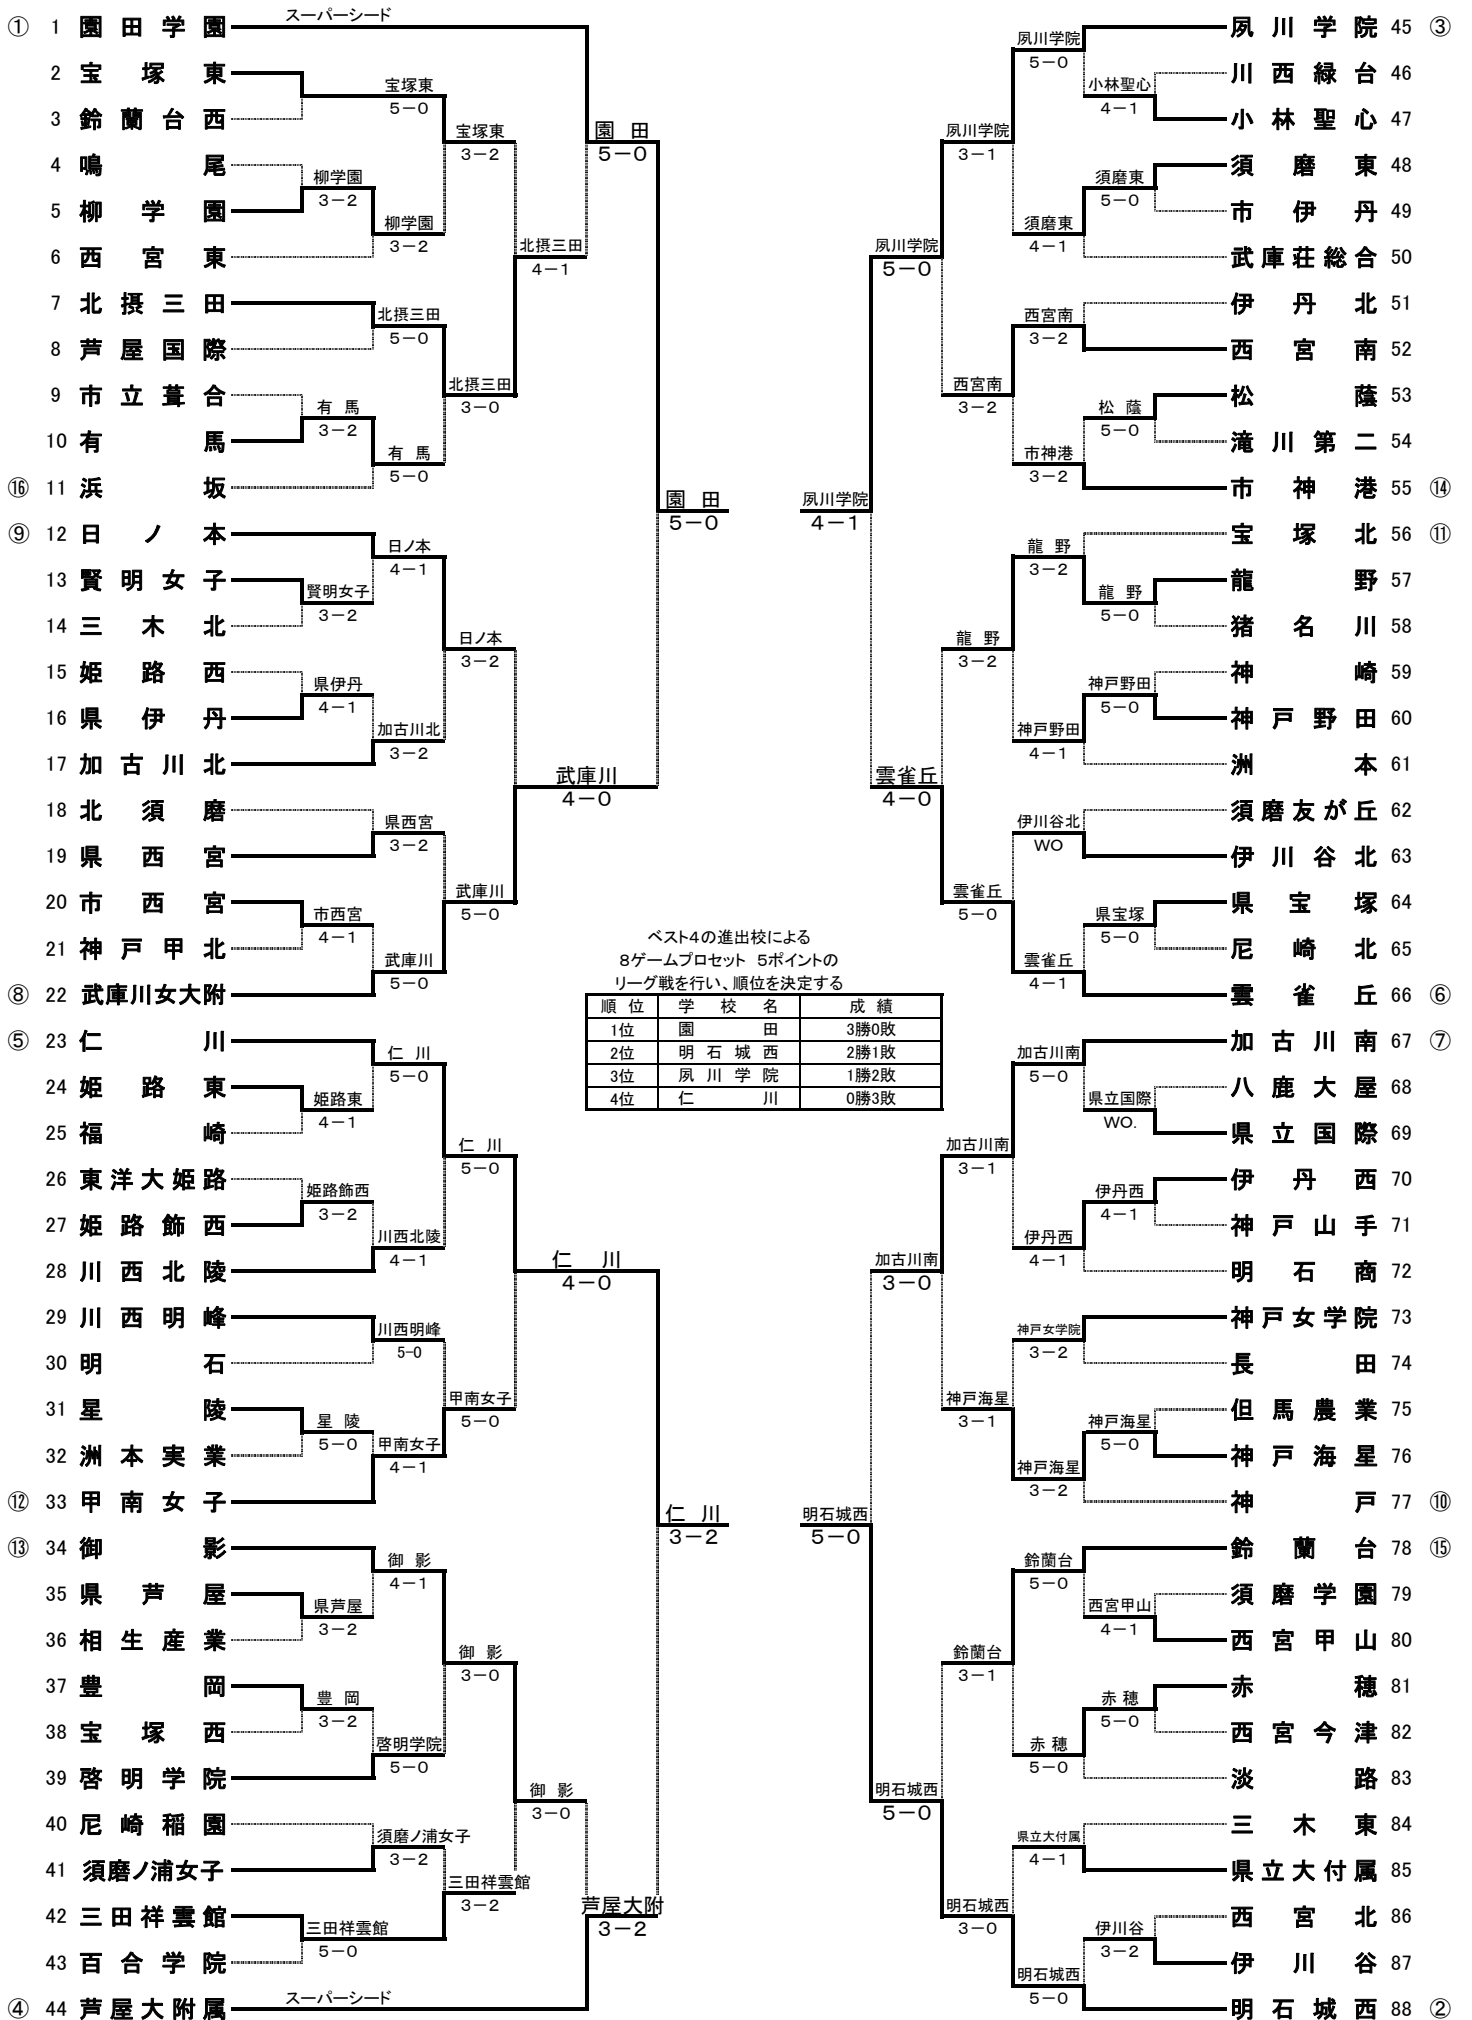 ① 1 園田学園
スーパーシード
2 宝塚東
3 鈴蘭台西
4 鳴尾
5 柳学園
6 西宮東
7 北摂三田
8 芦屋国際
9 市立葺合
10 有馬
⑯ 11 浜坂
⑨ 12 日ノ本
13 賢明女子
14 三木北
15 姫路西
16 県伊丹
17 加古川北
18 北須磨
19 県西宮
20 市西宮
21 神戸甲北
⑧ 22 武庫川女大附
⑤ 23 仁川
24 姫路東
25 福崎
26 東洋大姫路
27 姫路飾西
28 川西北陵
29 川西明峰
30 明石
31 星陵
32 洲本実業
⑫ 33 甲南女子
⑬ 34 御影
35 県芦屋
36 相生産業
37 豊岡
38 宝塚西
39 啓明学院
40 尼崎稲園
41 須磨ノ浦女子
42 三田祥雲館
43 百合学院
④ 44 芦屋大附属
スーパーシード
宝塚東
5−0
柳学園
3−2
柳学園
3−2
宝塚東
3−2
北摂三田
5−0
有馬
3−2
有馬
5−0
北摂三田
3−0
北摂三田
4−1
園田
5−0
日ノ本
4−1
賢明女子
3−2
県伊丹
4−1
加古川北
3−2
日ノ本
3−2
県西宮
3−2
市西宮
4−1
武庫川
5−0
武庫川
5−0
武庫川
4−0
園田
5−0
仁川
5−0
姫路東
4−1
姫路飾西
3−2
川西北陵
4−1
仁川
5−0
川西明峰
5-0
星陵
5−0
甲南女子
4−1
甲南女子
5−0
仁川
4−0
御影
4−1
県芦屋
3−2
豊岡
3−2
啓明学院
5−0
御影
3−0
須磨ノ浦女子
3−2
三田祥雲館
5−0
三田祥雲館
3−2
御影
3−0
芦屋大附
3−2
仁川
3−2
ベスト4の進出校による
8ゲームプロセット 5ポイントの
リーグ戦を行い、順位を決定する
順位 学校名 成績
1位 園田 3勝0敗
2位 明石城西 2勝1敗
3位 夙川学院 1勝2敗
4位 仁川 0勝3敗
夙川学院 45 ③
川西緑台 46
小林聖心 47
須磨東 48
市伊丹 49
武庫荘総合 50
伊丹北 51
西宮南 52
松蔭 53
滝川第二 54
市神港 55 ⑭
宝塚北 56 ⑪
龍野 57
猪名川 58
神崎 59
神戸野田 60
洲本 61
須磨友が丘 62
伊川谷北 63
県宝塚 64
尼崎北 65
雲雀丘 66 ⑥
加古川南 67 ⑦
八鹿大屋 68
県立国際 69
伊丹西 70
神戸山手 71
明石商 72
神戸女学院 73
長田 74
但馬農業 75
神戸海星 76
神戸 77 ⑩
鈴蘭台 78 ⑮
須磨学園 79
西宮甲山 80
赤穂 81
西宮今津 82
淡路 83
三木東 84
県立大付属 85
西宮北 86
伊川谷 87
明石城西 88 ②
夙川学院
5−0
小林聖心
4−1
須磨東
5−0
須磨東
4−1
夙川学院
3−1
西宮南
3−2
松蔭
5−0
市神港
3−2
西宮南
3−2
夙川学院
5−0
龍野
3−2
龍野
5−0
神戸野田
5−0
神戸野田
4−1
龍野
3−2
伊川谷北
WO
県宝塚
5−0
雲雀丘
4−1
雲雀丘
5−0
雲雀丘
4−0
夙川学院
4−1
加古川南
5−0
県立国際
WO.
伊丹西
4−1
伊丹西
4−1
加古川南
3−1
神戸女学院
3−2
神戸海星
5−0
神戸海星
3−2
神戸海星
3−1
加古川南
3−0
鈴蘭台
5−0
西宮甲山
4−1
赤穂
5−0
赤穂
5−0
鈴蘭台
3−1
県立大付属
4−1
伊川谷
3−2
明石城西
5−0
明石城西
3−0
明石城西
5−0
明石城西
5−0